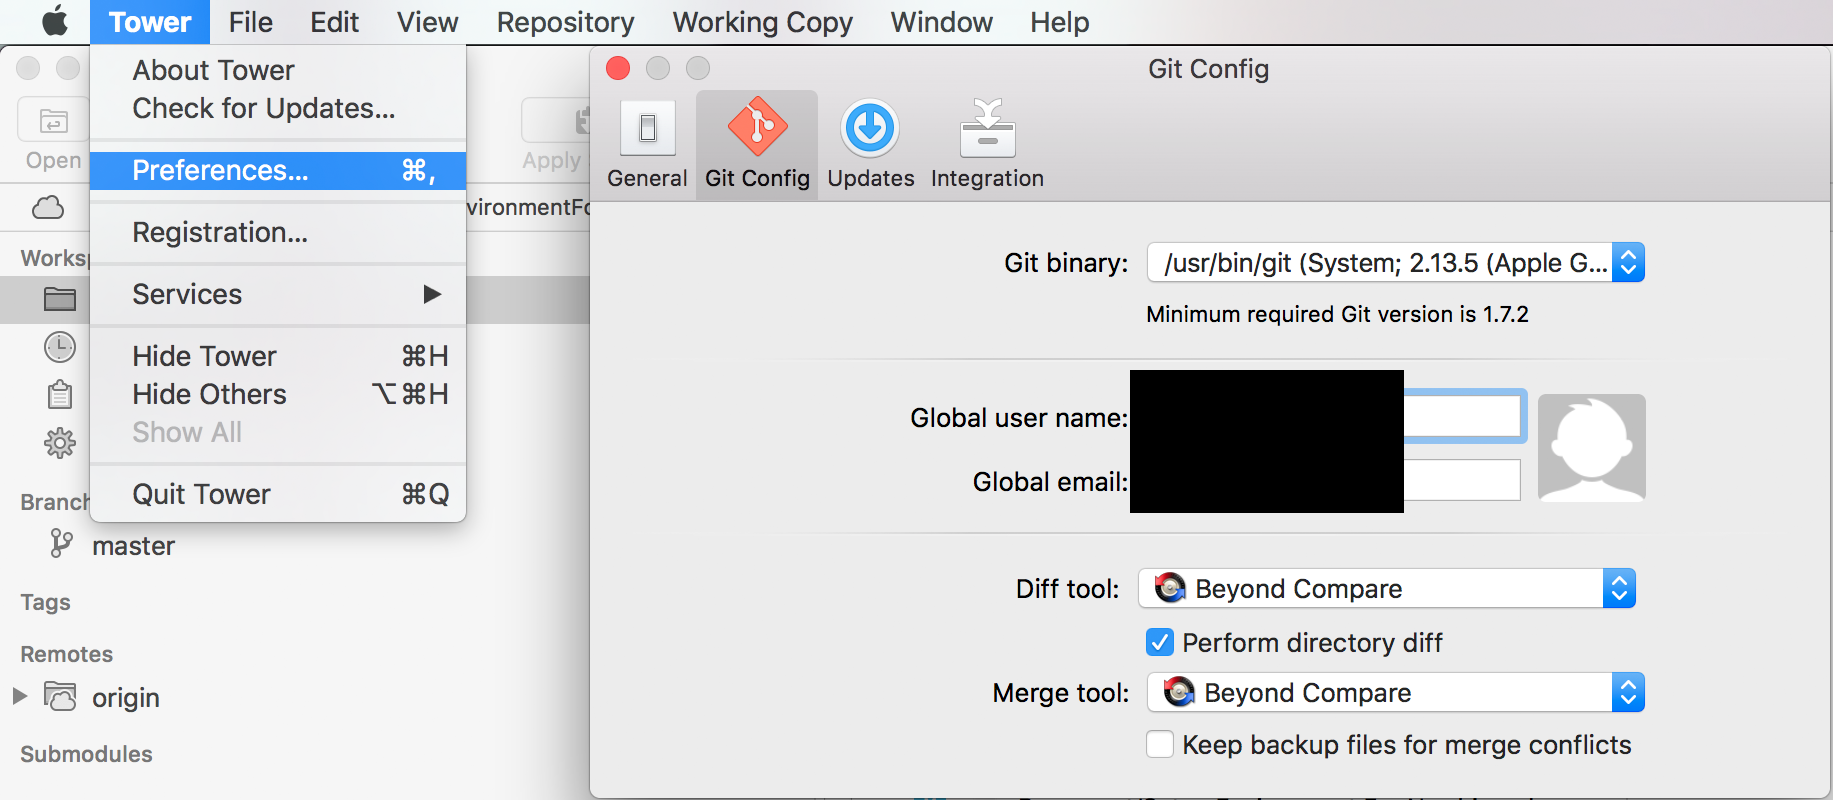 Tower File Edit View Repository Working Copy Window Help
About Tower
Check for Updates...
Preferences... ⌘,
Registration...
Services ▶
Hide Tower ⌘H
Hide Others ⌥⌘H
Show All
Quit Tower ⌘Q
Open
Apply
vironmentFo
Worksp
Branch
master
Tags
Remotes
origin
Submodules
Git Config
General Git Config Updates Integration
Git binary: /usr/bin/git (System; 2.13.5 (Apple G...
Minimum required Git version is 1.7.2
Global user name:
Global email:
Diff tool: Beyond Compare
Perform directory diff
Merge tool: Beyond Compare
Keep backup files for merge conflicts